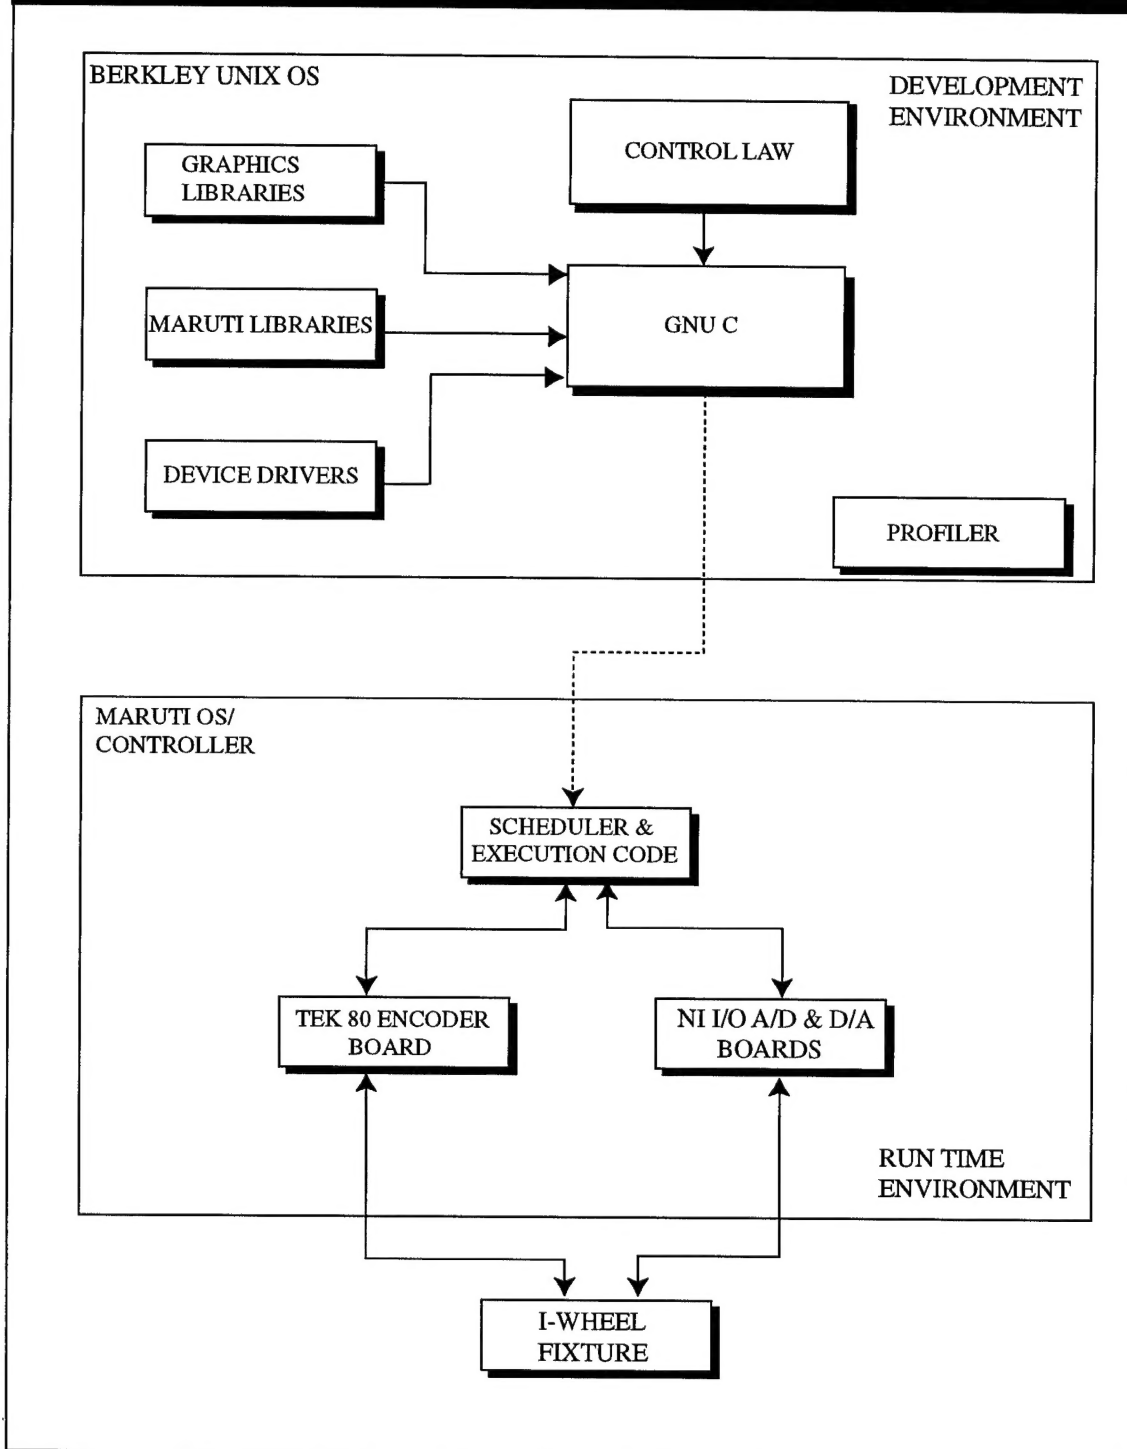 BERKLEY UNIX OS
DEVELOPMENT
ENVIRONMENT
CONTROL LAW
GRAPHICS
LIBRARIES
MARUTI LIBRARIES
GNU C
DEVICE DRIVERS
PROFILER
MARUTI OS/
CONTROLLER
SCHEDULER &
EXECUTION CODE
TEK 80 ENCODER
BOARD
NI I/O A/D & D/A
BOARDS
RUN TIME
ENVIRONMENT
I-WHEEL
FIXTURE